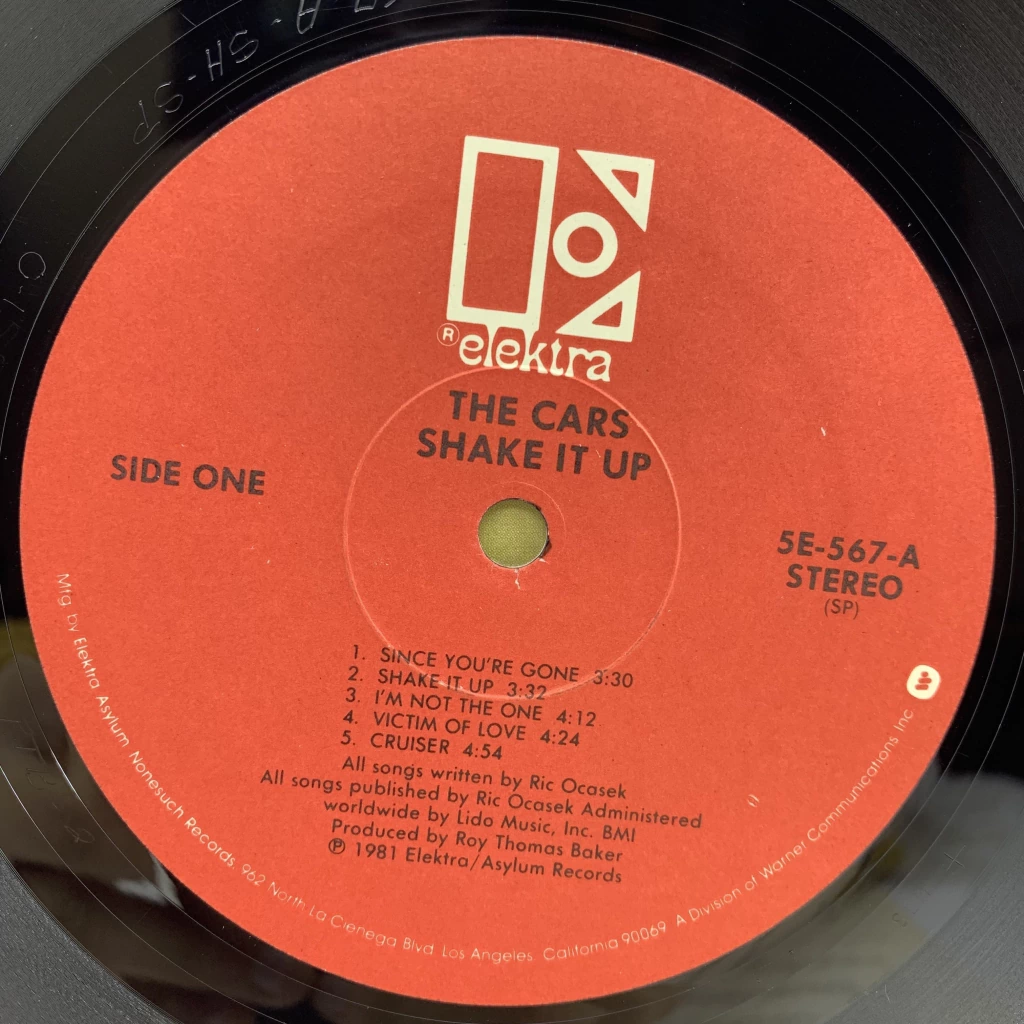 SH-SP
® elektra
THE CARS
SHAKE IT UP
SIDE ONE
5E-567-A
STEREO
(SP)
1. SINCE YOU'RE GONE 3:30
2. SHAKE IT UP 3:32
3. I'M NOT THE ONE 4:12
4. VICTIM OF LOVE 4:24
5. CRUISER 4:54
All songs written by Ric Ocasek
All songs published by Ric Ocasek Administered
worldwide by Lido Music, Inc. BMI
Produced by Roy Thomas Baker
℗ 1981 Elektra/Asylum Records
Mfg. by Elektra Asylum Nonesuch Records. 962 North La Cienega Blvd. Los Angeles. California 90069 A Division of Warner Communications Inc